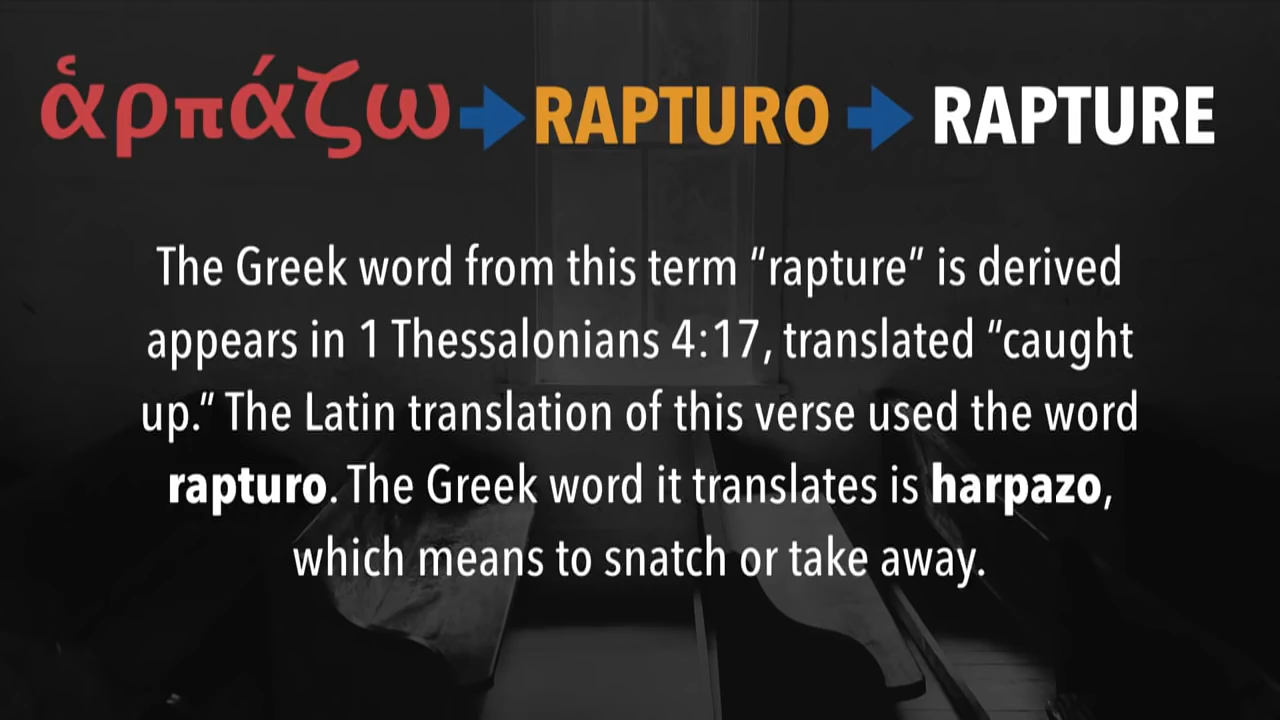 ἁρπάζω RAPTURO RAPTURE
The Greek word from this term “rapture” is derived
appears in 1 Thessalonians 4:17, translated “caught
up.” The Latin translation of this verse used the word
rapturo. The Greek word it translates is harpazo,
which means to snatch or take away.